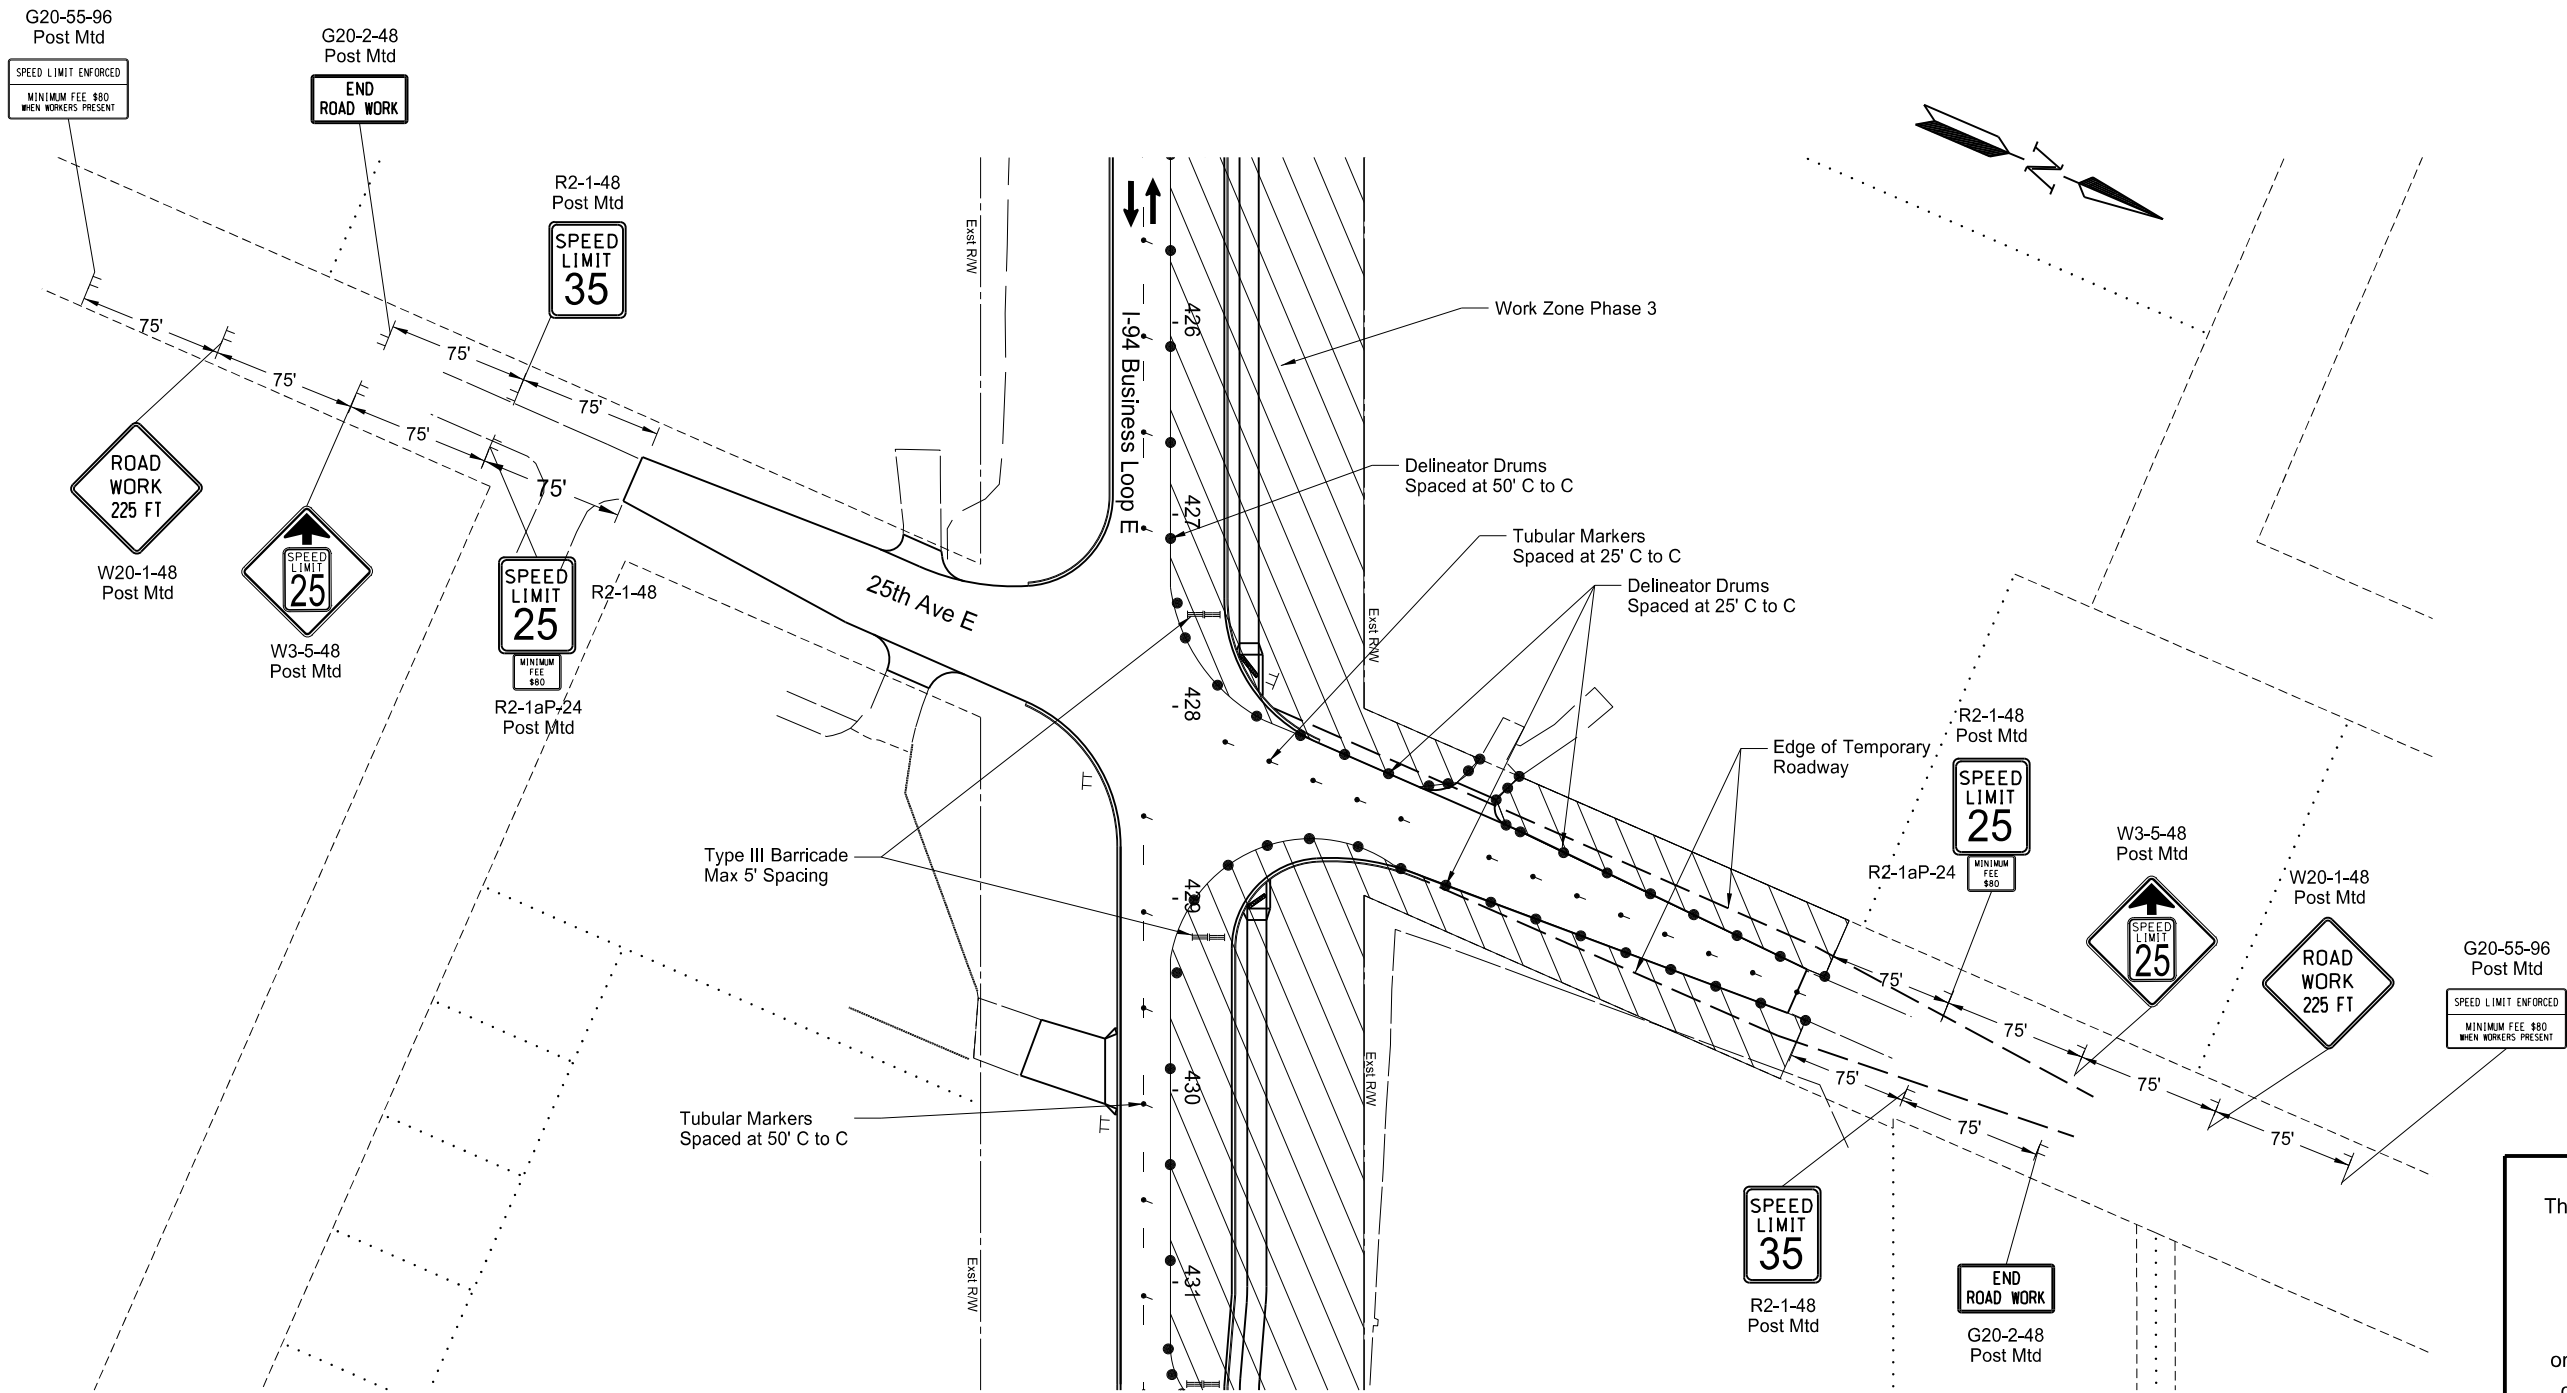 G20-55-96
Post Mtd
SPEED LIMIT ENFORCED
MINIMUM FEE $80
WHEN WORKERS PRESENT
G20-2-48
Post Mtd
END
ROAD WORK
R2-1-48
Post Mtd
SPEED
LIMIT
35
75'
75'
75'
75'
75'
75'
ROAD
WORK
225 FT
W20-1-48
Post Mtd
SPEED
LIMIT
25
W3-5-48
Post Mtd
SPEED
LIMIT
25
R2-1-48
MINIMUM
FEE
$80
R2-1aP-24
Post Mtd
25th Ave E
I-94 Business Loop E
Exst R/W
Exst R/W
Exst R/W
Exst R/W
426
427
428
429
430
431
N
Work Zone Phase 3
Delineator Drums
Spaced at 50' C to C
Tubular Markers
Spaced at 25' C to C
Delineator Drums
Spaced at 25' C to C
Edge of Temporary
Roadway
Type III Barricade
Max 5' Spacing
Tubular Markers
Spaced at 50' C to C
R2-1-48
Post Mtd
SPEED
LIMIT
25
R2-1aP-24
MINIMUM
FEE
$80
W3-5-48
Post Mtd
SPEED
LIMIT
25
W20-1-48
Post Mtd
ROAD
WORK
225 FT
G20-55-96
Post Mtd
SPEED LIMIT ENFORCED
MINIMUM FEE $80
WHEN WORKERS PRESENT
75'
75'
75'
75'
75'
75'
SPEED
LIMIT
35
R2-1-48
Post Mtd
END
ROAD WORK
G20-2-48
Post Mtd
Th